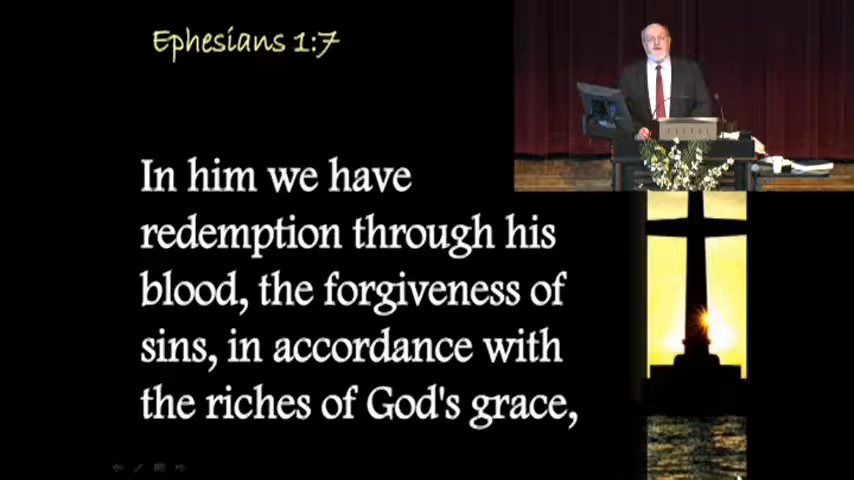 Ephesians 1:7
In him we have
redemption through his
blood, the forgiveness of
sins, in accordance with
the riches of God's grace,